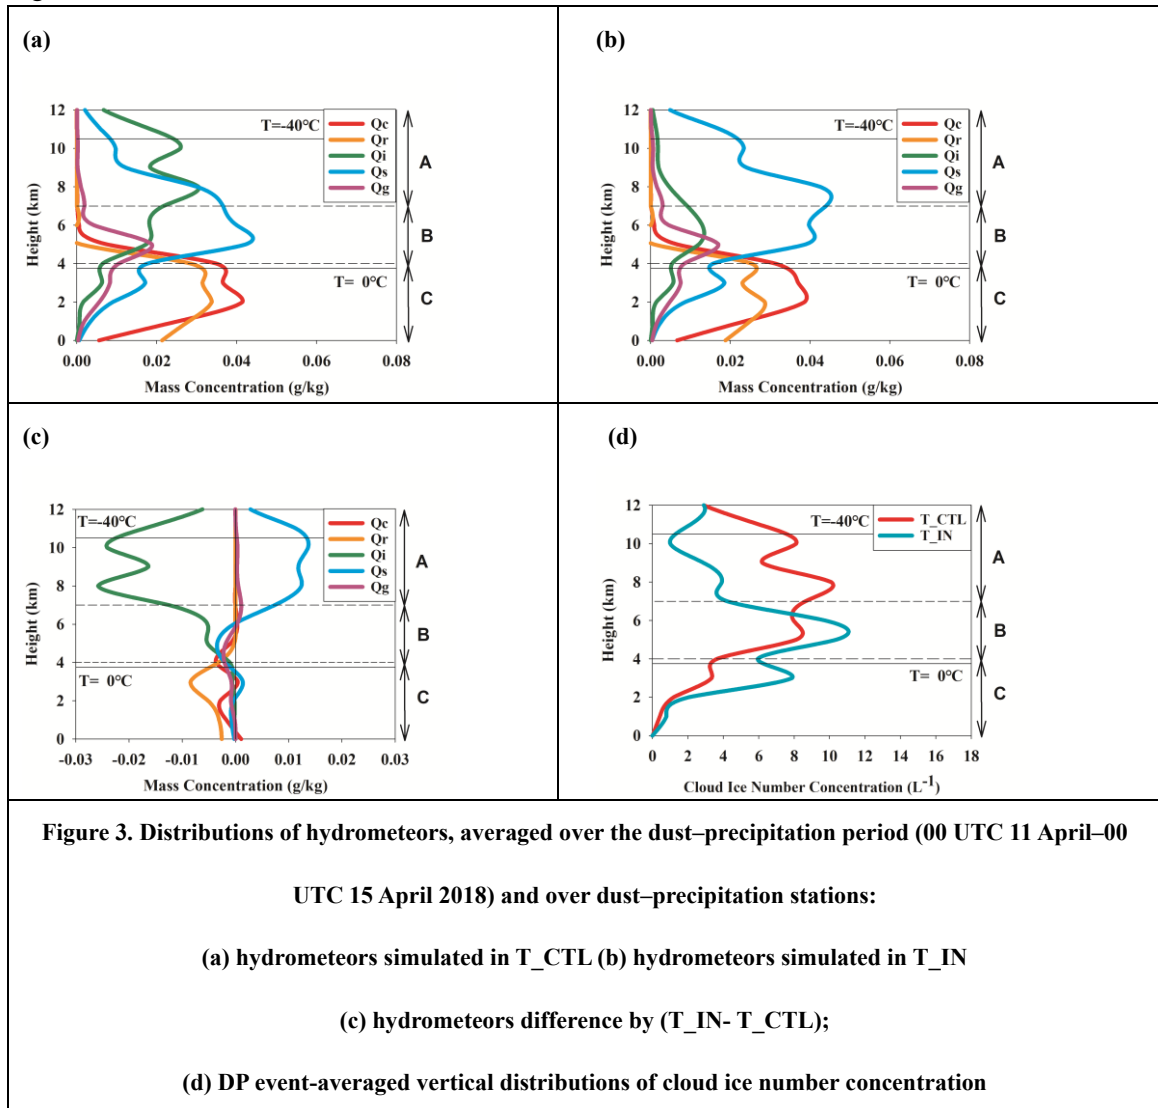 (a)
12
10
8
6
4
2
0
Height (km)
T=-40°C
T= 0°C
Qc
Qr
Qi
Qs
Qg
A
B
C
0.00 0.02 0.04 0.06 0.08
Mass Concentration (g/kg)
(b)
12
10
8
6
4
2
0
Height (km)
T=-40°C
T= 0°C
Qc
Qr
Qi
Qs
Qg
A
B
C
0.00 0.02 0.04 0.06 0.08
Mass Concentration (g/kg)
(c)
12
10
8
6
4
2
0
Height (km)
T=-40°C
T= 0°C
Qc
Qr
Qi
Qs
Qg
A
B
C
-0.03 -0.02 -0.01 0.00 0.01 0.02 0.03
Mass Concentration (g/kg)
(d)
12
10
8
6
4
2
0
Height (km)
T=-40°C
T= 0°C
T_CTL
T_IN
A
B
C
0 2 4 6 8 10 12 14 16 18
Cloud Ice Number Concentration (L-1)
Figure 3. Distributions of hydrometeors, averaged over the dust–precipitation period (00 UTC 11 April–00
UTC 15 April 2018) and over dust–precipitation stations:
(a) hydrometeors simulated in T_CTL (b) hydrometeors simulated in T_IN
(c) hydrometeors difference by (T_IN- T_CTL);
(d) DP event-averaged vertical distributions of cloud ice number concentration